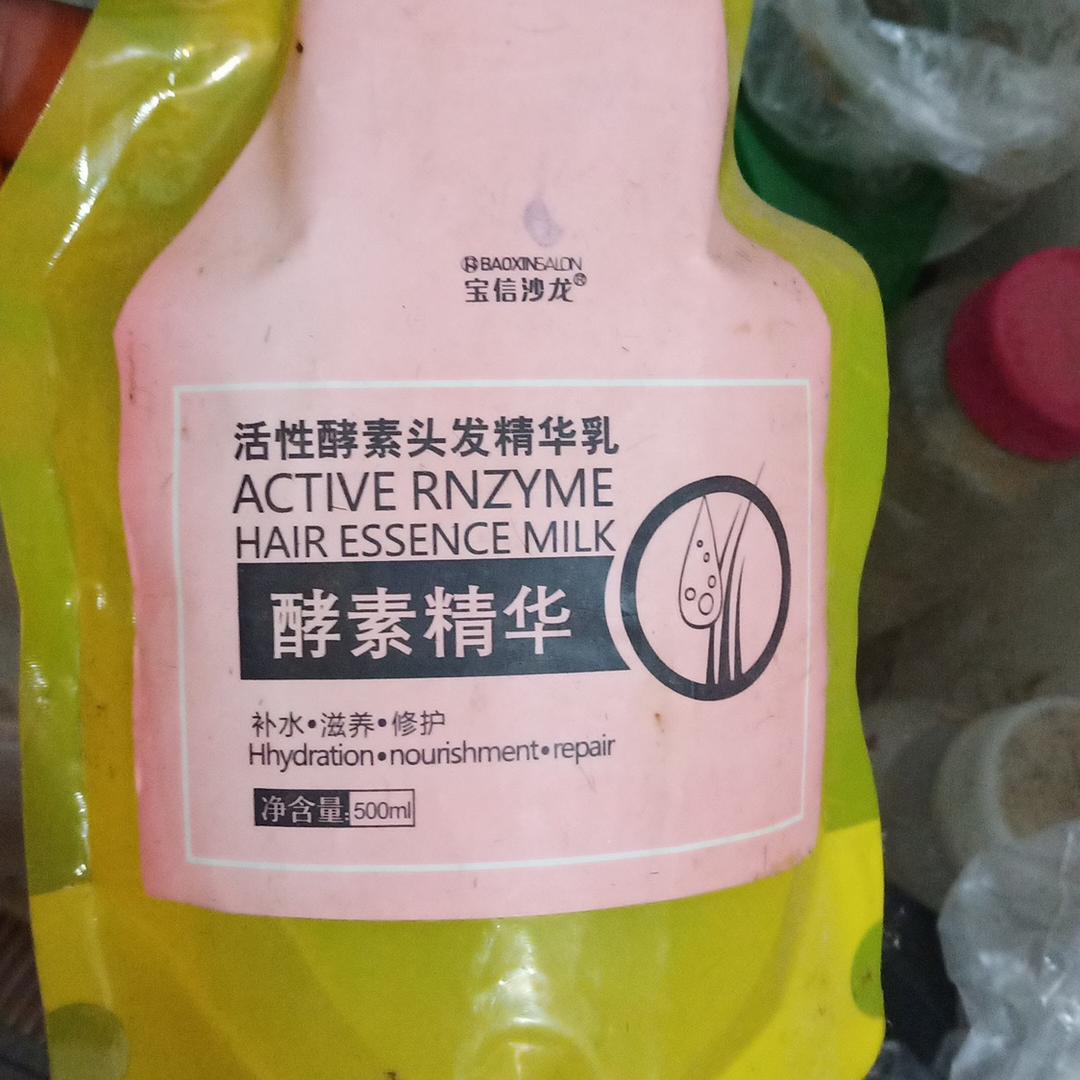 BAOXINSALON
宝信沙龙®
活性酵素头发精华乳
ACTIVE RNZYME
HAIR ESSENCE MILK
酵素精华
补水•滋养•修护
Hhydration•nourishment•repair
净含量:500ml